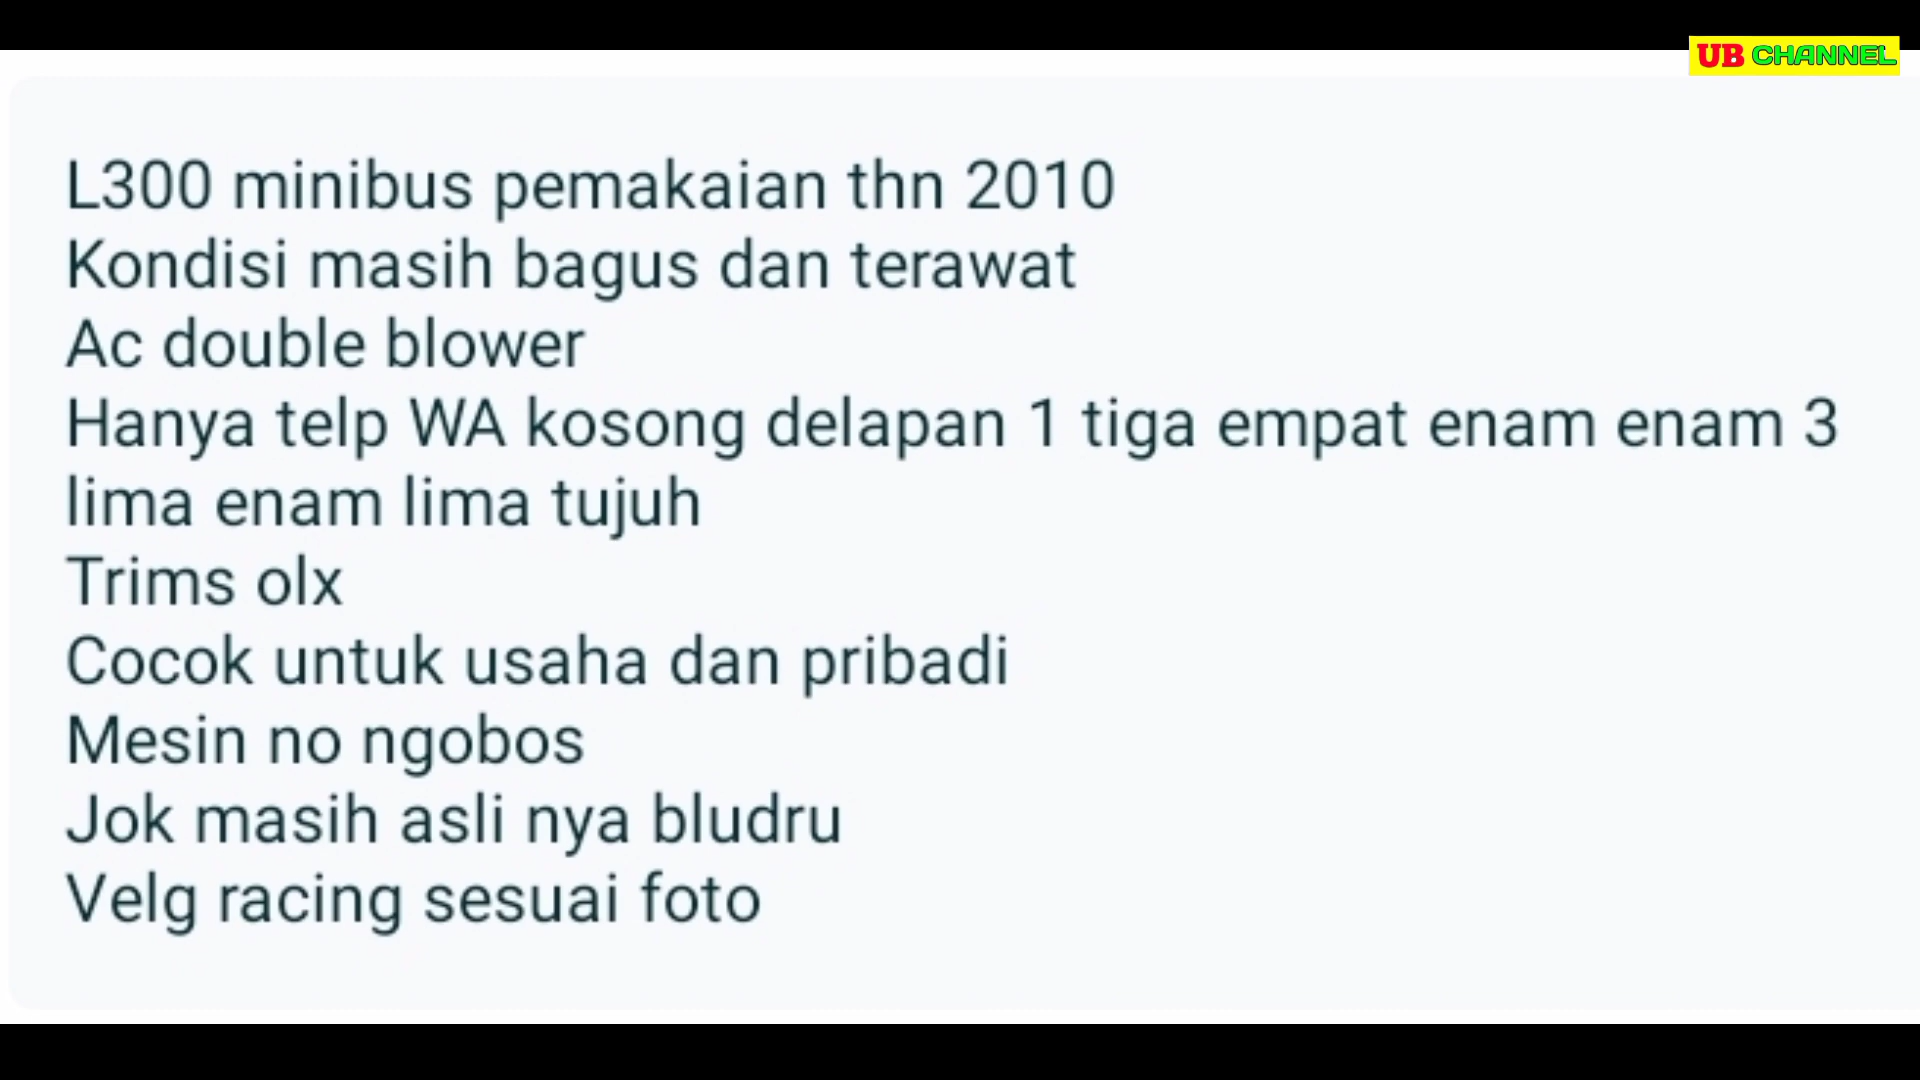 UB CHANNEL
L300 minibus pemakaian thn 2010
Kondisi masih bagus dan terawat
Ac double blower
Hanya telp WA kosong delapan 1 tiga empat enam enam 3
lima enam lima tujuh
Trims olx
Cocok untuk usaha dan pribadi
Mesin no ngobos
Jok masih asli nya bludru
Velg racing sesuai foto